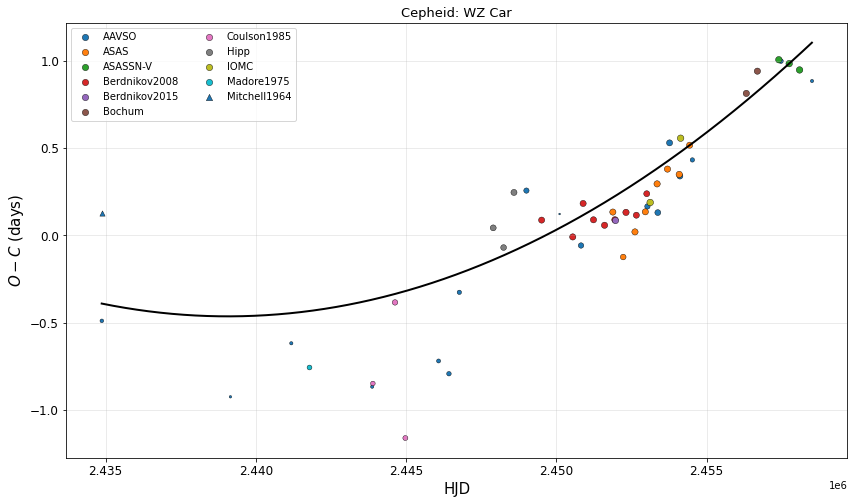 Cepheid: WZ Car
AAVSO
ASAS
ASASSN-V
Berdnikov2008
Berdnikov2015
Bochum
Coulson1985
Hipp
IOMC
Madore1975
Mitchell1964
1.0
0.5
0.0
−0.5
−1.0
O − C (days)
2.435 2.440 2.445 2.450 2.455
1e6
HJD